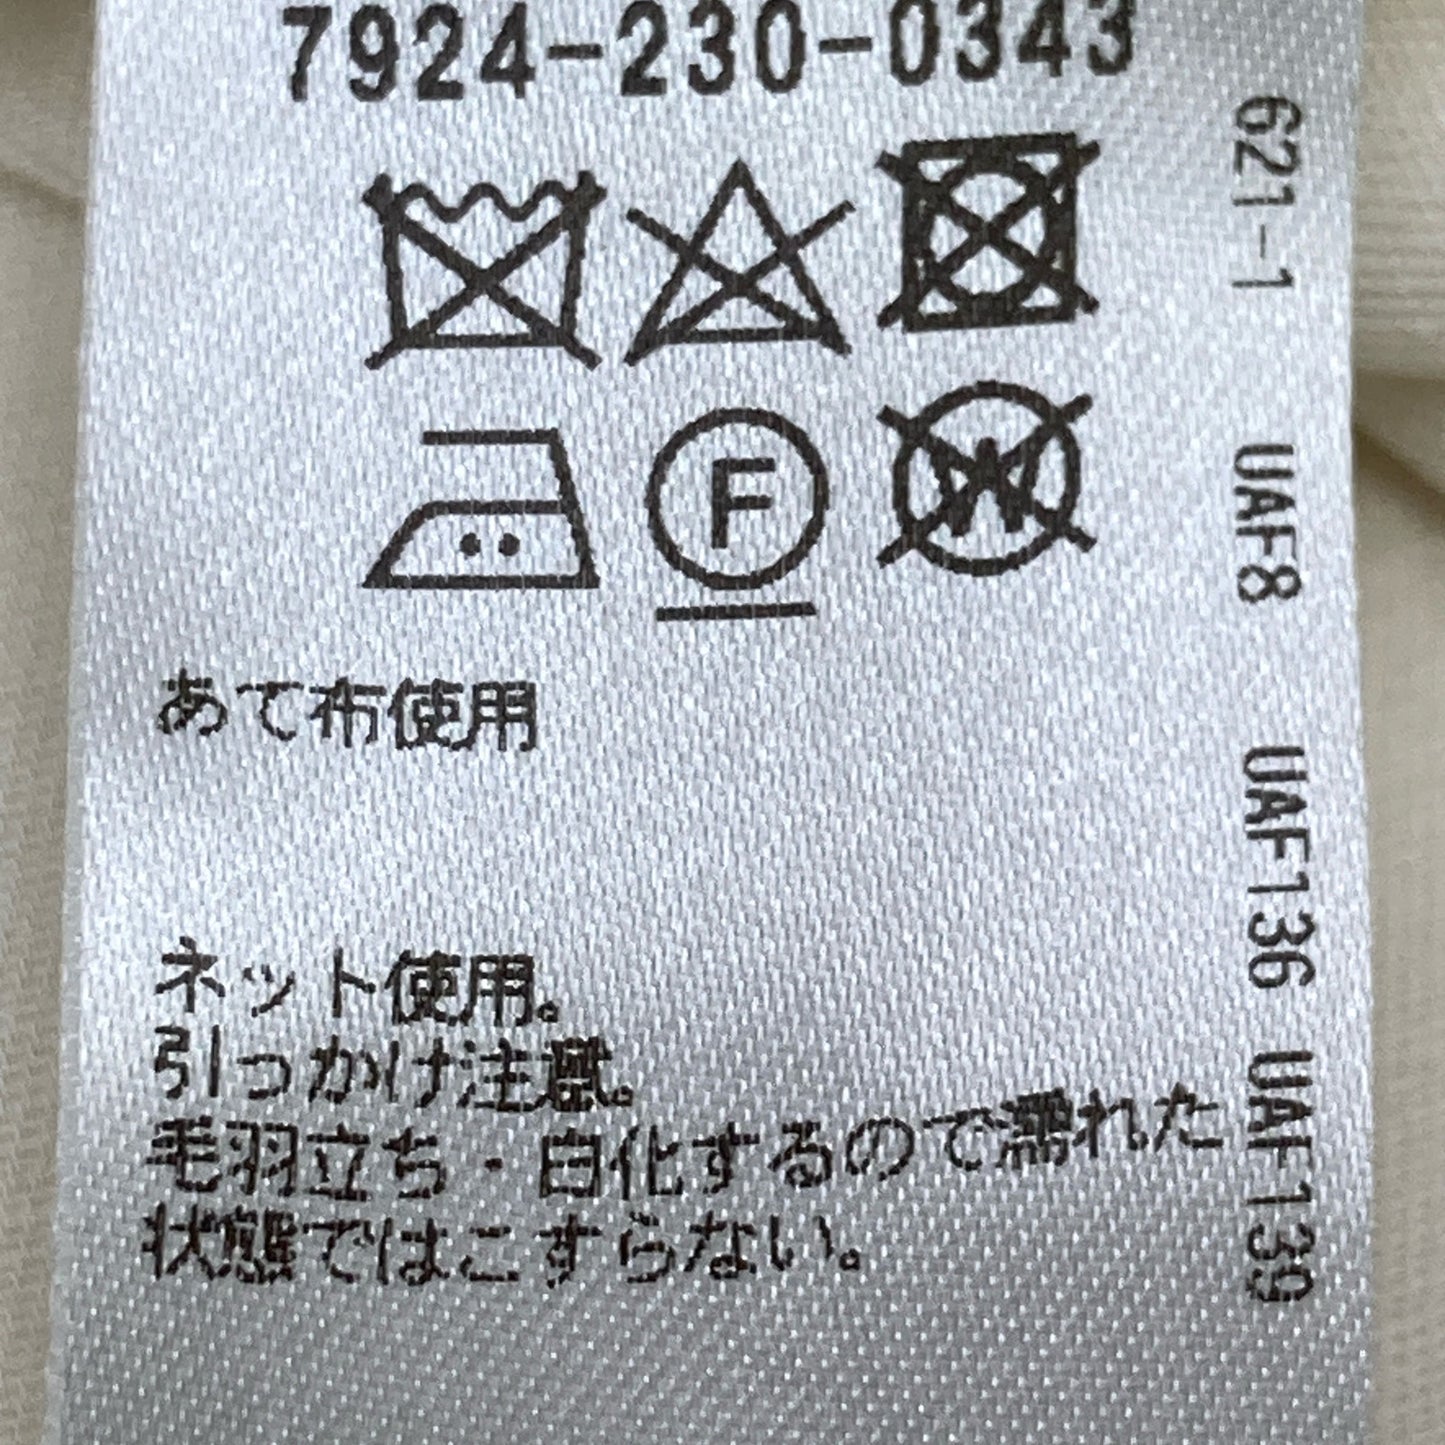 7924-230-0343
F
W
あて布使用
ネット使用。
引っかけ注意。
毛羽立ち・白化するので濡れた
状態ではこすらない。
621-1 UAF8 UAF136 UAF139